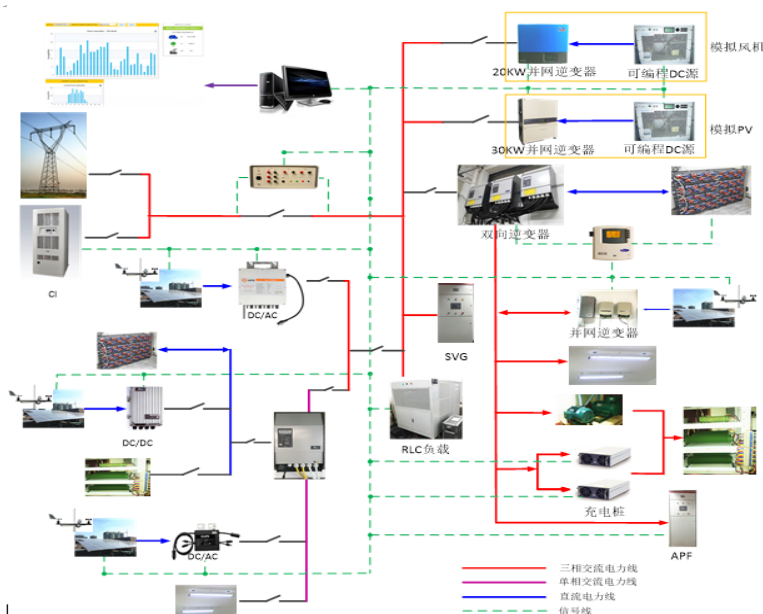 模拟风机
20KW并网逆变器
可编程DC源
模拟PV
30KW并网逆变器
可编程DC源
双向逆变器
CI
DC/AC
并网逆变器
SVG
DC/DC
RLC负载
充电桩
DC/AC
APF
三相交流电力线
单相交流电力线
直流电力线
信号线